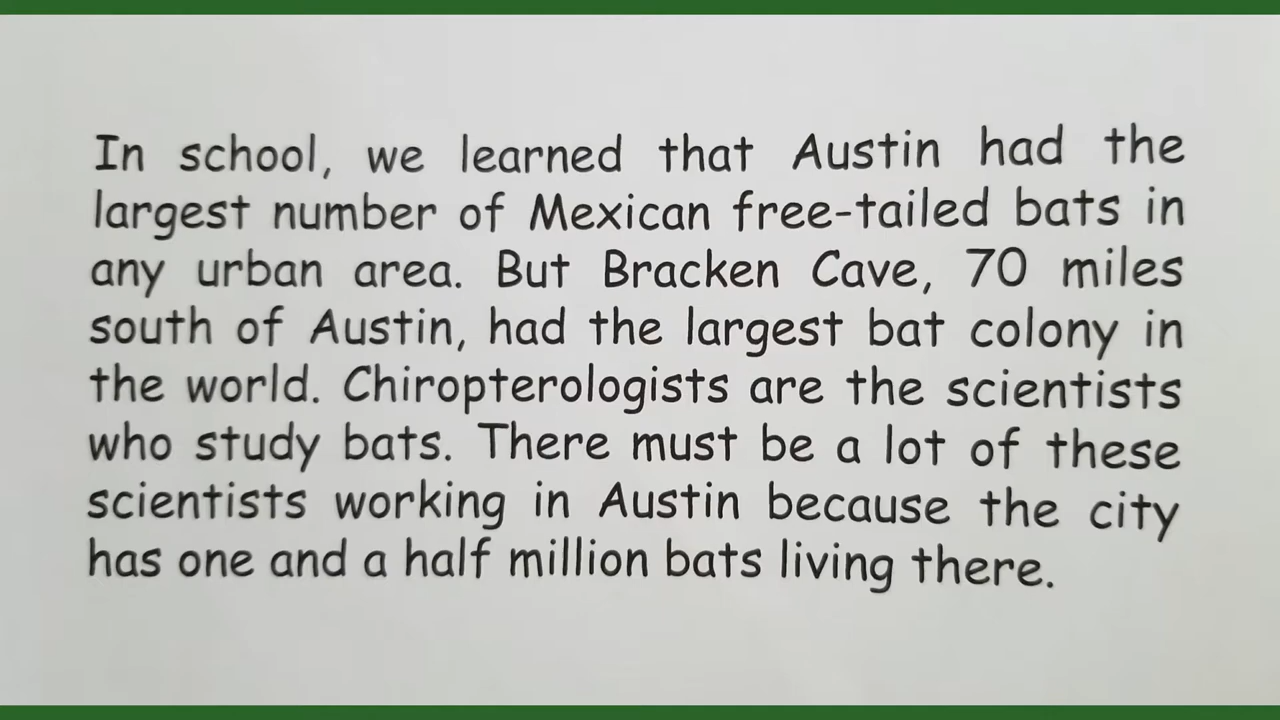 In school, we learned that Austin had the
largest number of Mexican free-tailed bats in
any urban area. But Bracken Cave, 70 miles
south of Austin, had the largest bat colony in
the world. Chiropterologists are the scientists
who study bats. There must be a lot of these
scientists working in Austin because the city
has one and a half million bats living there.